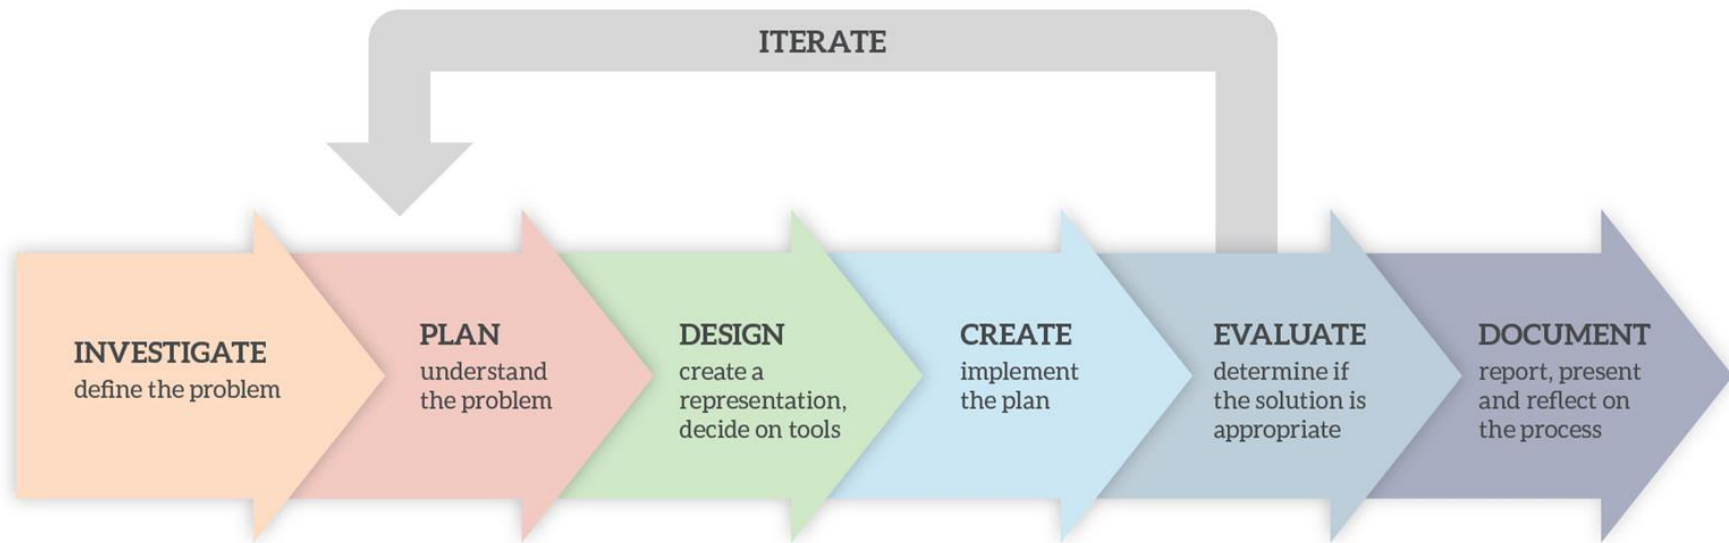 ITERATE
INVESTIGATE
define the problem
PLAN
understand
the problem
DESIGN
create a
representation,
decide on tools
CREATE
implement
the plan
EVALUATE
determine if
the solution is
appropriate
DOCUMENT
report, present
and reflect on
the process